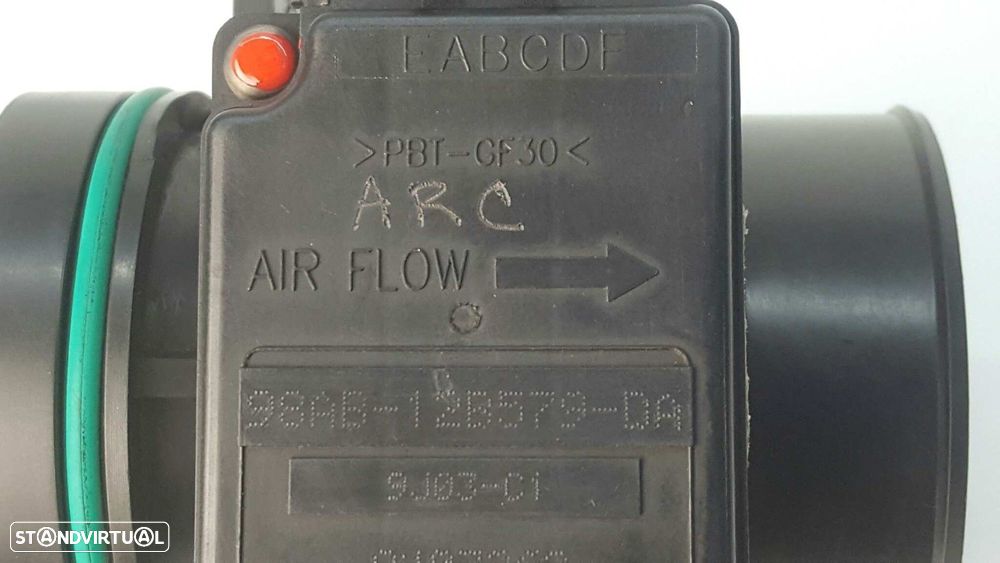 EABCDF
>PBT-GF30<
ARC
AIR FLOW
98AB-12B579-DA
9J03-C1
STANDVIRTUAL